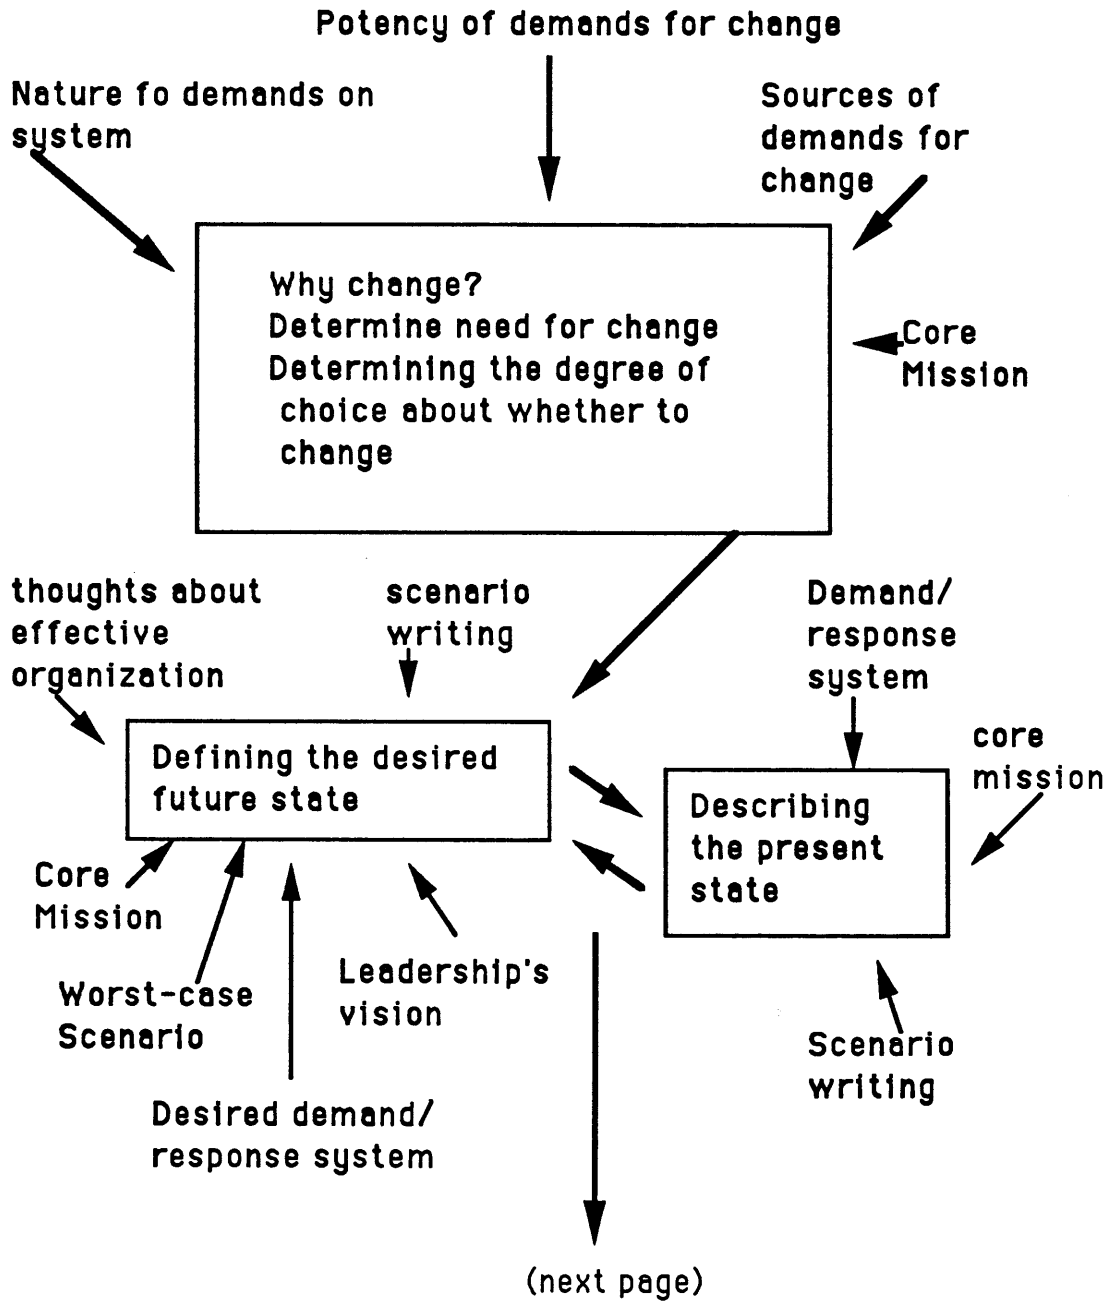 Potency of demands for change
Nature fo demands on
system
Sources of
demands for
change
Why change?
Determine need for change
Determining the degree of
choice about whether to
change
Core
Mission
thoughts about
effective
organization
scenario
writing
Demand/
response
system
core
mission
Defining the desired
future state
Describing
the present
state
Core
Mission
Worst-case
Scenario
Leadership's
vision
Scenario
writing
Desired demand/
response system
(next page)